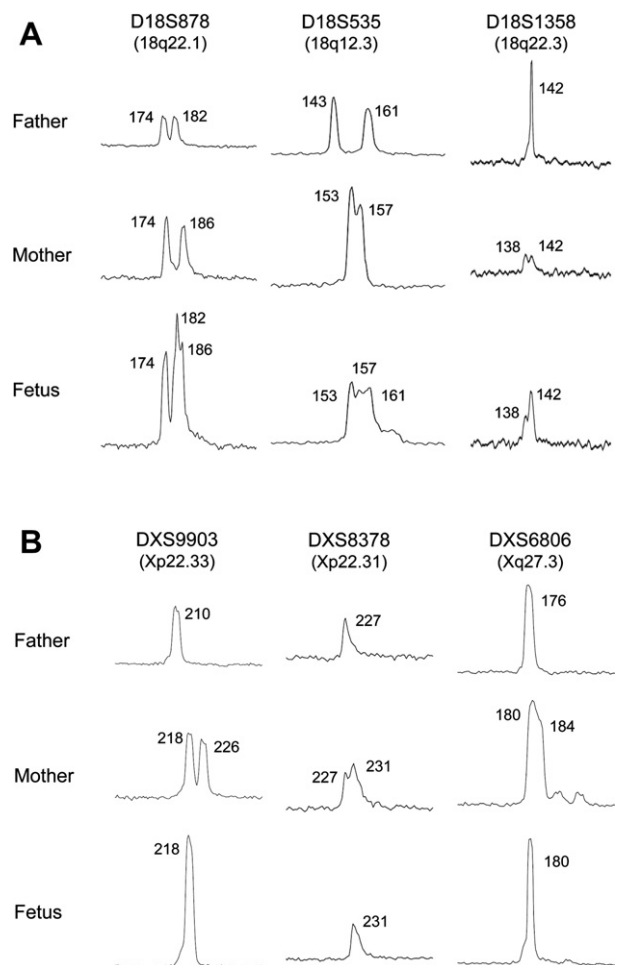 A
D18S878 D18S535 D18S1358
(18q22.1) (18q12.3) (18q22.3)
Father 174 182 143 161 142
Mother 174 186 153 157 138 142
Fetus 174 182 186 153 157 161 138 142
B
DXS9903 DXS8378 DXS6806
(Xp22.33) (Xp22.31) (Xq27.3)
Father 210 227 176
Mother 218 226 227 231 180 184
Fetus 218 231 180